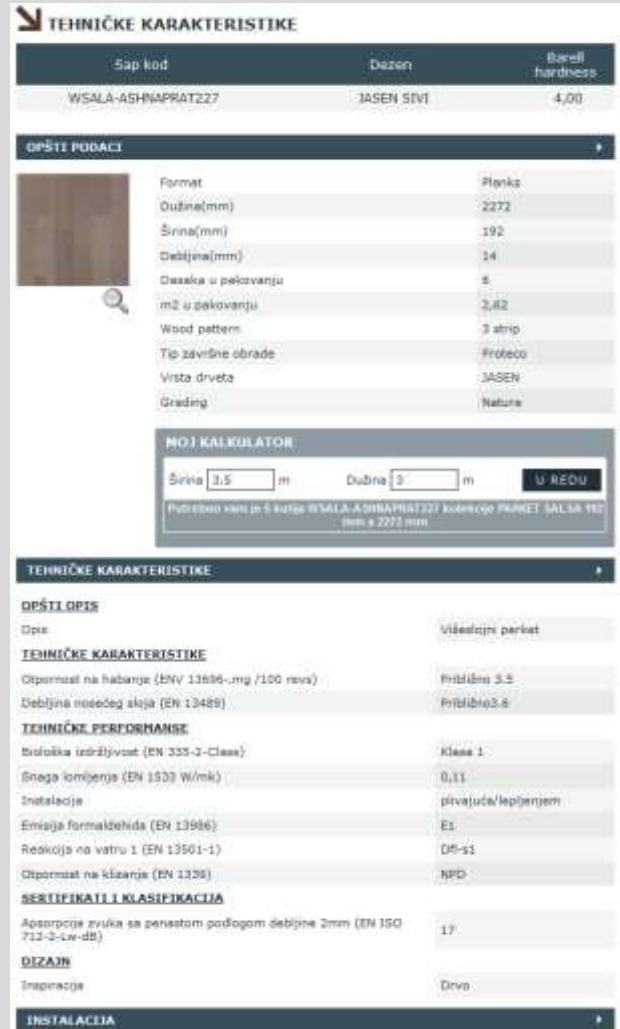 TEHNIČKE KARAKTERISTIKE
Sap kod Dezen Barell hardness
WSALA-ASHNAPRAT227 JASEN SIVI 4,00
OPŠTI PODACI
Format Planks
Dužina(mm) 2272
Širina(mm) 192
Debljina(mm) 14
Dasaka u pakovanju 6
m2 u pakovanju 2,62
Wood pattern 3 strip
Tip završne obrade Proteco
Vrsta drveta JASEN
Grading Nature
MOJ KALKULATOR
Širina 3.5 m Dužina 3 m U REDU
Potrebno vam je 5 kutija WSALA-ASHNAPRAT227 kolekcije PARKET SALSA 192
mm x 2272 mm
TEHNIČKE KARAKTERISTIKE
OPŠTI OPIS
Opis Višeslojni parket
TEHNIČKE KARAKTERISTIKE
Otpornost na habanje (ENV 13696-.mg /100 revs) Približno 3.5
Debljina nosećeg sloja (EN 13489) Približno3.6
TEHNIČKE PERFORMANSE
Biološka izdržljivost (EN 335-2-Class) Klasa 1
Snaga lomljenja (EN 1533 W/mk) 0,11
Instalacija plivajuća/lepljenjem
Emisija formaldehida (EN 13986) E1
Reakcija na vatru 1 (EN 13501-1) Dfl-s1
Otpornost na klizanje (EN 1339) NPD
SERTIFIKATI I KLASIFIKACIJA
Apsorpcija zvuka sa penastom podlogom debljine 2mm (EN ISO
712-2-Lw-dB) 17
DIZAJN
Inspiracija Drvo
INSTALACIJA